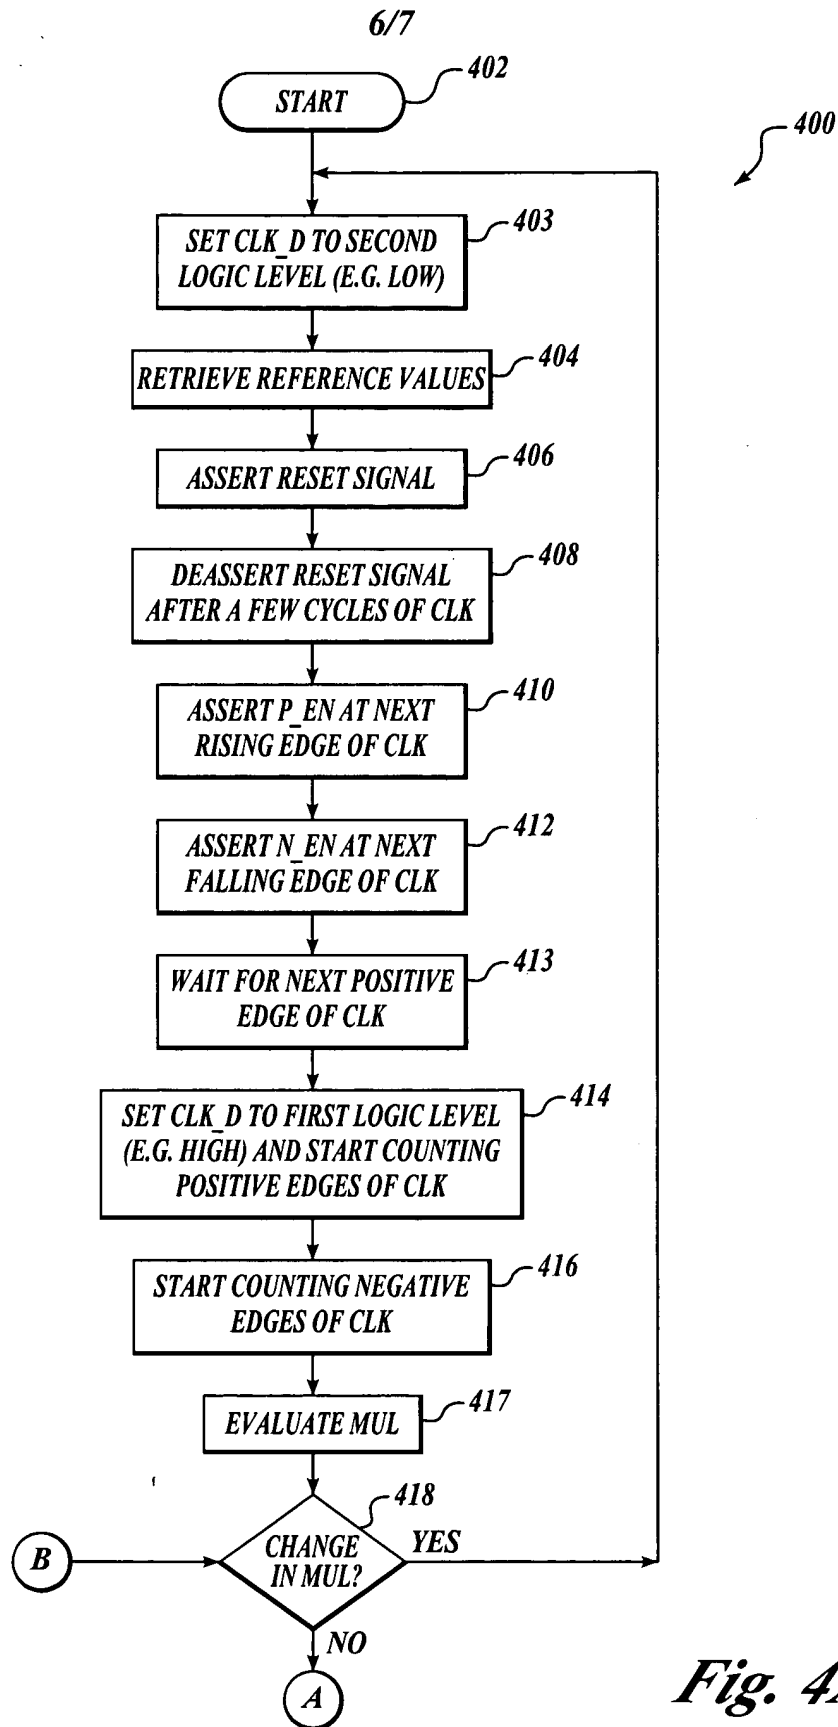 6/7
START
402
400
SET CLK_D TO SECOND
LOGIC LEVEL (E.G. LOW)
403
RETRIEVE REFERENCE VALUES
404
ASSERT RESET SIGNAL
406
DEASSERT RESET SIGNAL
AFTER A FEW CYCLES OF CLK
408
ASSERT P_EN AT NEXT
RISING EDGE OF CLK
410
ASSERT N_EN AT NEXT
FALLING EDGE OF CLK
412
WAIT FOR NEXT POSITIVE
EDGE OF CLK
413
SET CLK_D TO FIRST LOGIC LEVEL
(E.G. HIGH) AND START COUNTING
POSITIVE EDGES OF CLK
414
START COUNTING NEGATIVE
EDGES OF CLK
416
EVALUATE MUL
417
418
B
CHANGE
IN MUL?
YES
NO
A
Fig.